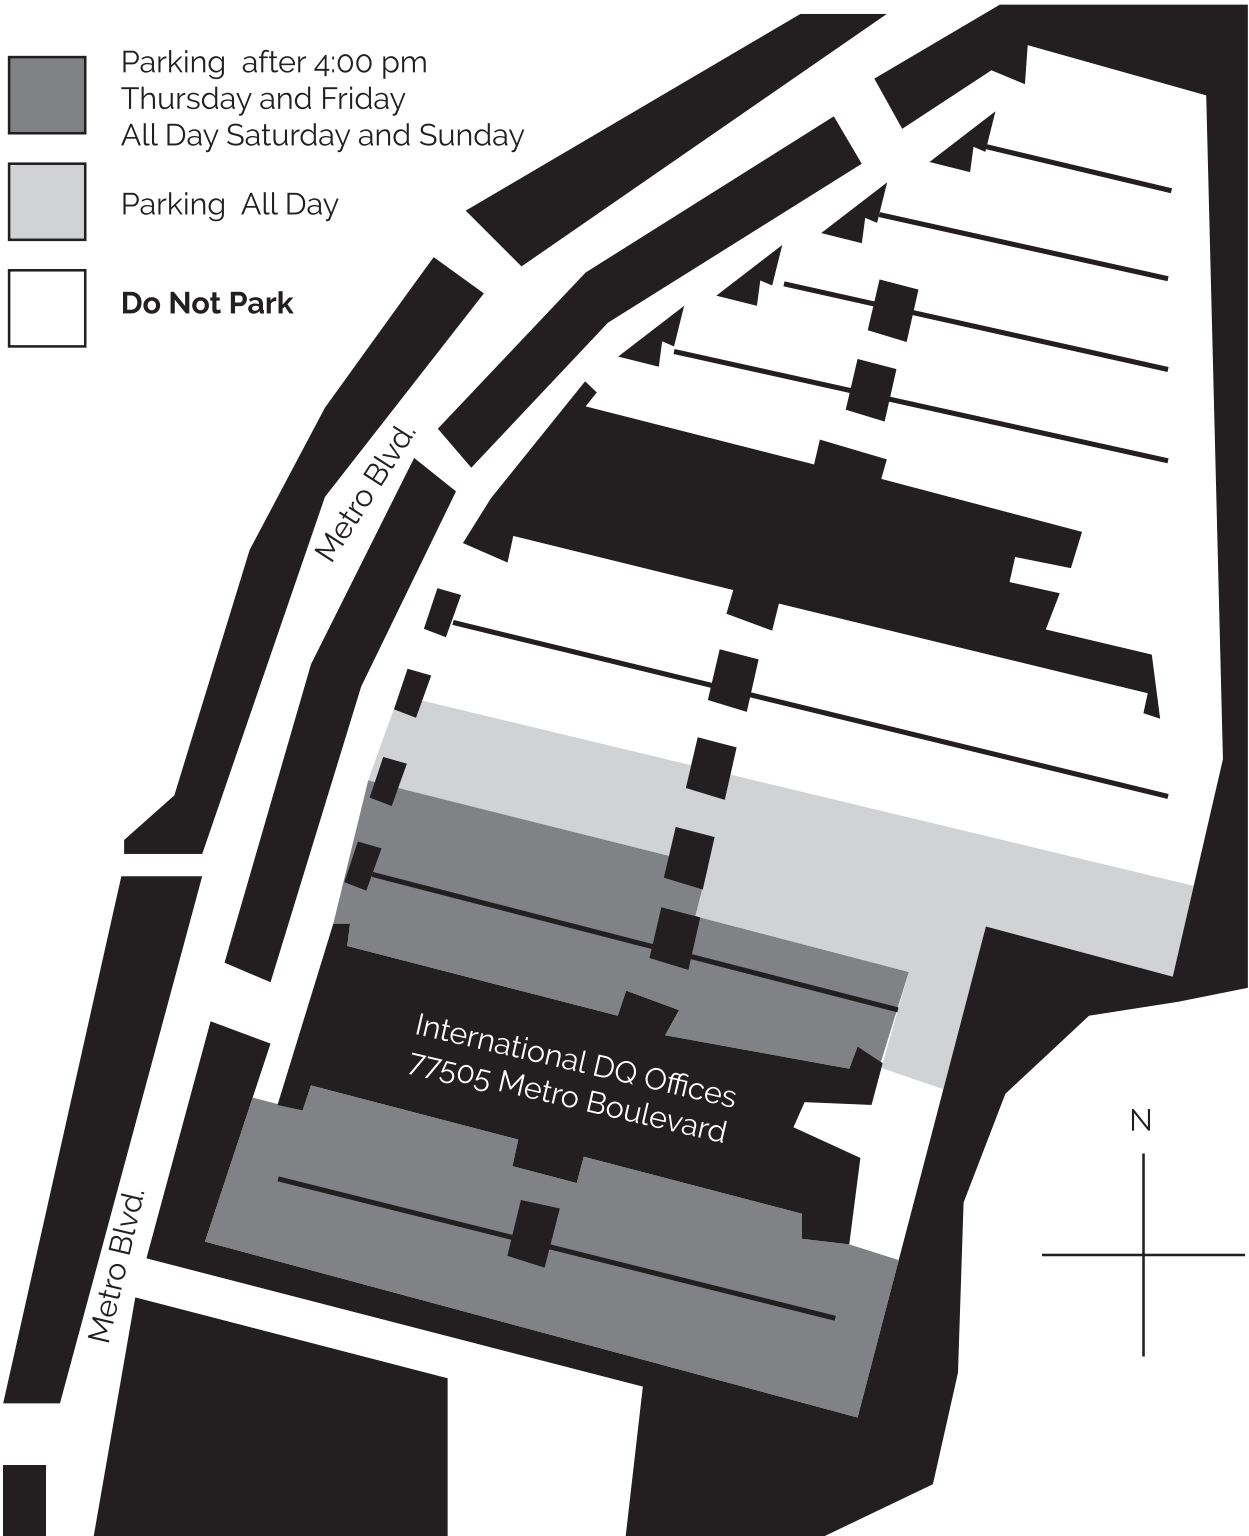 Parking after 4:00 pm
Thursday and Friday
All Day Saturday and Sunday
Parking All Day
Do Not Park
Metro Blvd.
International DQ Offices
77505 Metro Boulevard
N
Metro Blvd.